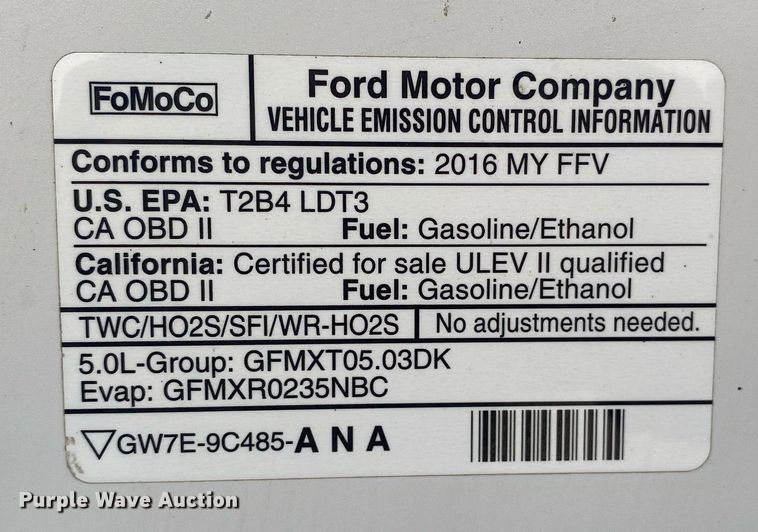 FoMoCo
Ford Motor Company
VEHICLE EMISSION CONTROL INFORMATION
Conforms to regulations: 2016 MY FFV
U.S. EPA: T2B4 LDT3
CA OBD II Fuel: Gasoline/Ethanol
California: Certified for sale ULEV II qualified
CA OBD II Fuel: Gasoline/Ethanol
TWC/HO2S/SFI/WR-HO2S No adjustments needed.
5.0L-Group: GFMXT05.03DK
Evap: GFMXR0235NBC
GW7E-9C485-A N A
Purple Wave Auction